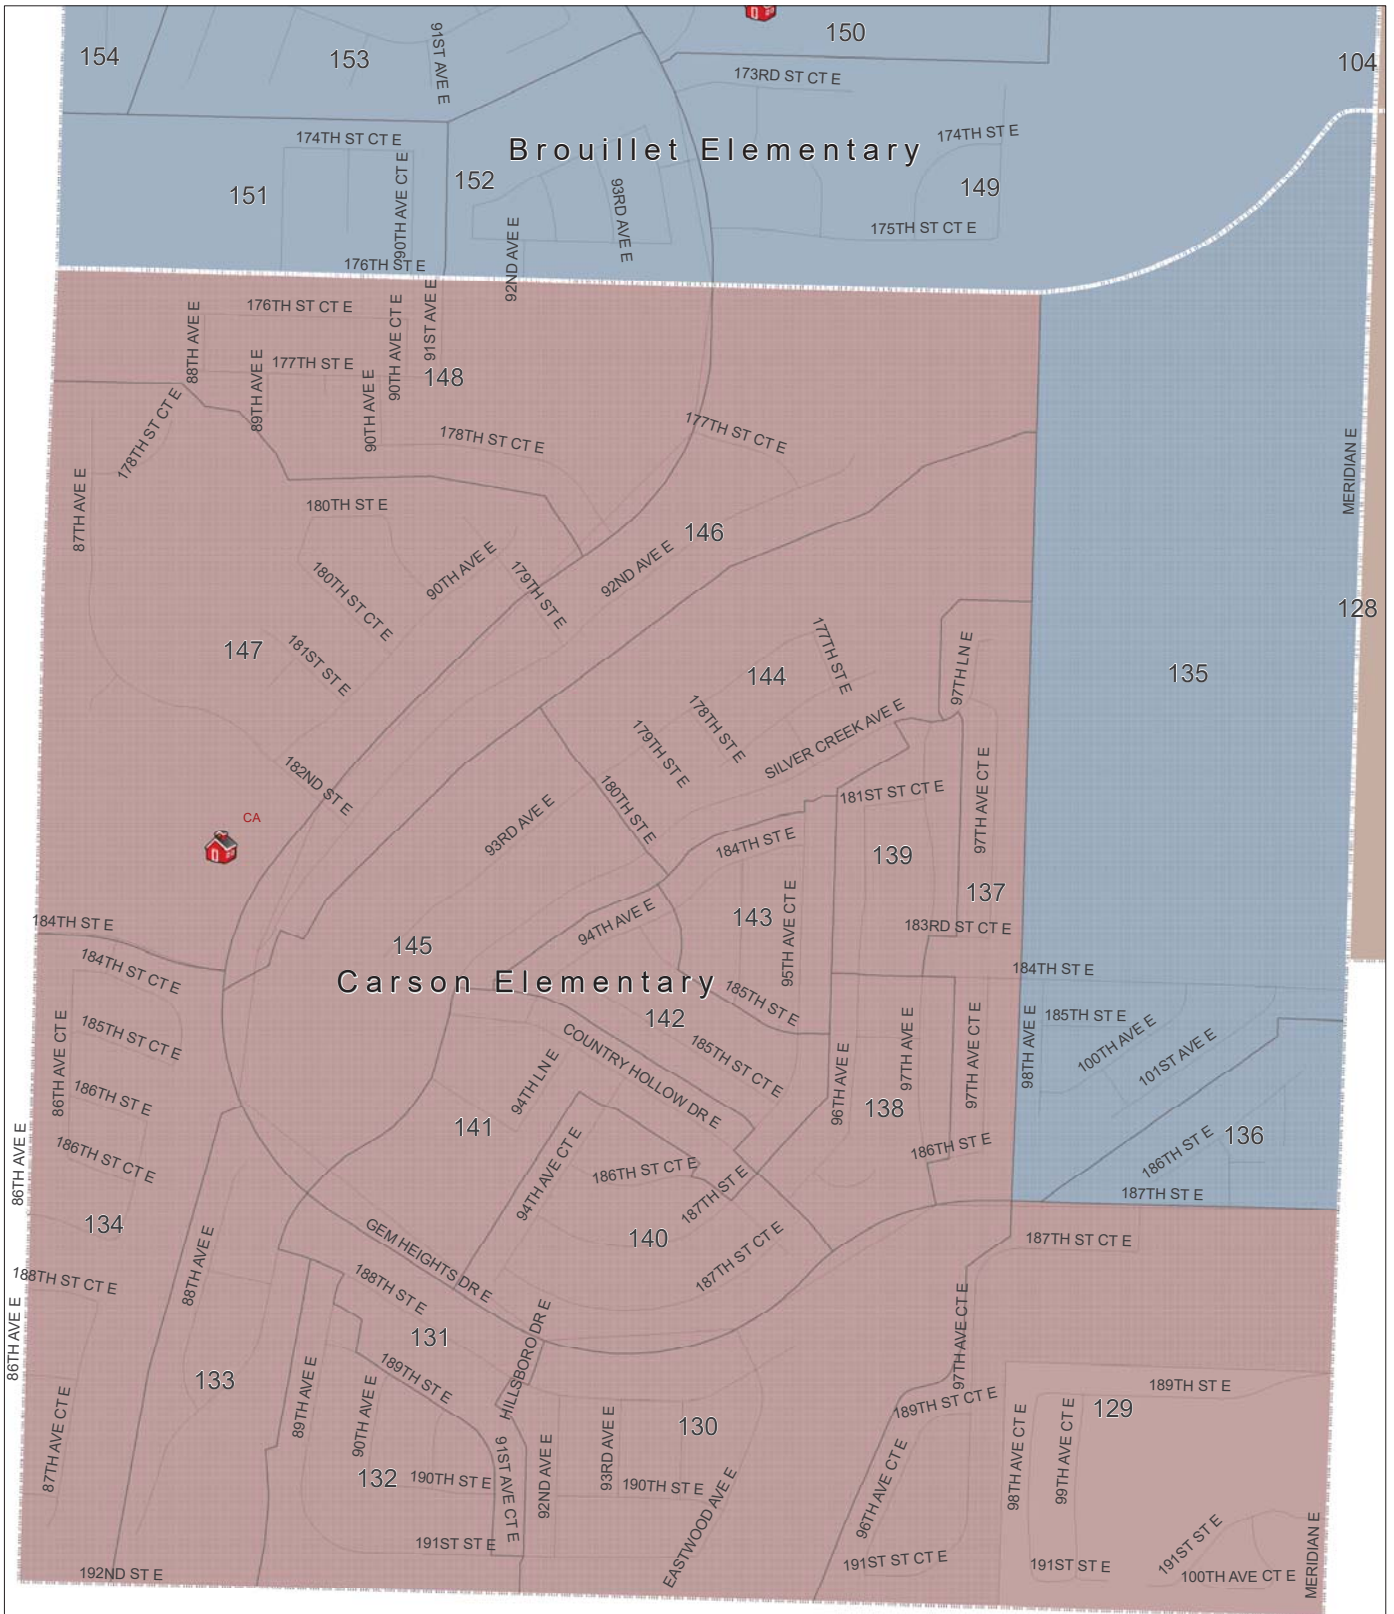 150
154
153
91ST AVE E
104
173RD ST CT E
174TH ST CT E
Brouillet Elementary
174TH ST E
151
90TH AVE CT E
152
93RD AVE E
149
175TH ST CT E
92ND AVE E
176TH ST E
176TH ST CT E
88TH AVE E
90TH AVE CT E
91ST AVE E
177TH ST E
89TH AVE E
148
90TH AVE E
178TH ST CT E
178TH ST CT E
177TH ST CT E
87TH AVE E
MERIDIAN E
180TH ST E
146
92ND AVE E
90TH AVE E
179TH ST E
180TH ST CT E
128
147
181ST ST E
177TH ST E
97TH LN E
144
135
178TH ST E
179TH ST E
SILVER CREEK AVE E
182ND ST E
180TH ST E
181ST ST CT E
97TH AVE CT E
CA
93RD AVE E
184TH ST E
139
137
143
95TH AVE CT E
94TH AVE E
183RD ST CT E
184TH ST E
145
184TH ST CT E
Carson Elementary
184TH ST E
185TH ST E
142
185TH ST E
98TH AVE E
100TH AVE E
101ST AVE E
185TH ST CT E
86TH AVE CT E
COUNTRY HOLLOW DR E
185TH ST CT E
97TH AVE E
97TH AVE CT E
94TH LN E
96TH AVE E
138
186TH ST E
141
136
186TH ST E
186TH ST E
86TH AVE E
186TH ST CT E
94TH AVE CT E
186TH ST CT E
187TH ST E
187TH ST E
134
140
187TH ST CT E
187TH ST CT E
88TH AVE E
GEM HEIGHTS DR E
188TH ST CT E
188TH ST E
86TH AVE E
131
HILLSBORO DR E
97TH AVE CT E
133
189TH ST E
189TH ST E
89TH AVE E
90TH AVE E
189TH ST CT E
129
87TH AVE CT E
130
93RD AVE E
92ND AVE E
91ST AVE CT E
98TH AVE CT E
99TH AVE CT E
132
190TH ST E
190TH ST E
EASTWOOD AVE E
96TH AVE CT E
191ST ST E
191ST ST CT E
191ST ST E
191ST ST E
100TH AVE CT E
MERIDIAN E
192ND ST E